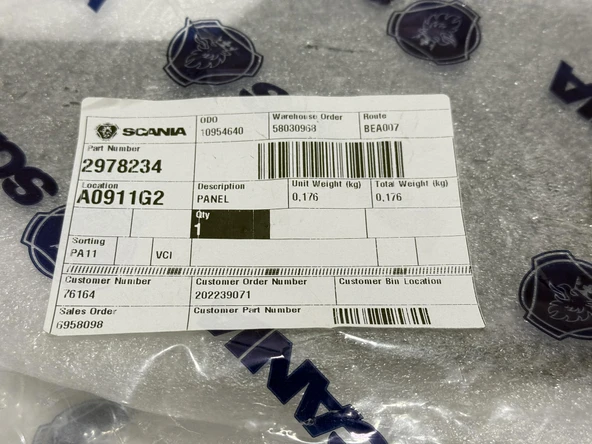 SCANIA
ODO
10954640
Warehouse Order
58030968
Route
BEA007
Part Number
2978234
Location
A0911G2
Description
PANEL
Unit Weight (kg)
0,176
Total Weight (kg)
0,176
Qty
1
Sorting
PA11
VCI
Customer Number
76164
Customer Order Number
202239071
Customer Bin Location
Sales Order
6958098
Customer Part Number